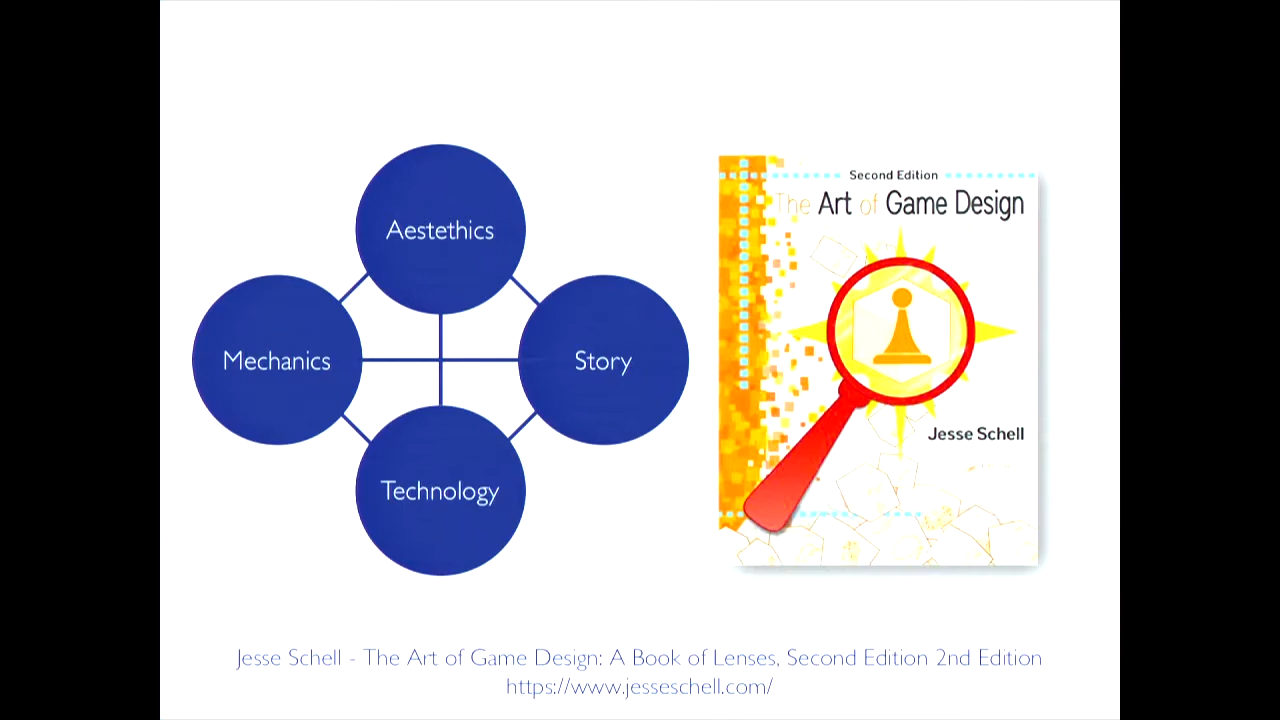 Aestethics
Mechanics
Story
Technology
Second Edition
The Art of Game Design
Jesse Schell
Jesse Schell - The Art of Game Design: A Book of Lenses, Second Edition 2nd Edition
https://www.jesseschell.com/